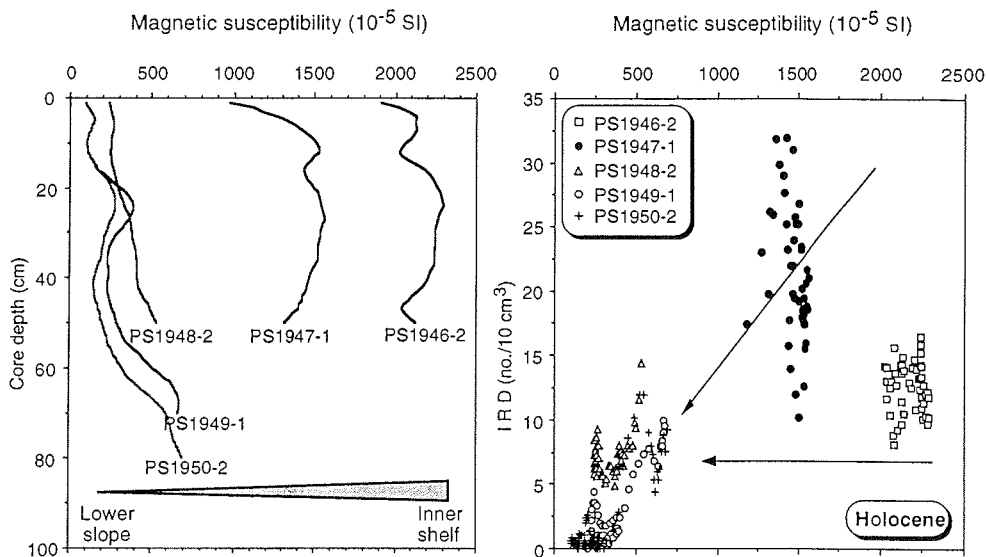 Magnetic susceptibility (10-5 SI)
0 500 1000 1500 2000 2500
0
20
40
60
80
100
Core depth (cm)
PS1948-2
PS1947-1
PS1946-2
PS1949-1
PS1950-2
Lower slope
Inner shelf
Magnetic susceptibility (10-5 SI)
0 500 1000 1500 2000 2500
35
30
25
20
15
10
5
0
I R D (no./10 cm3)
PS1946-2
PS1947-1
PS1948-2
PS1949-1
PS1950-2
Holocene